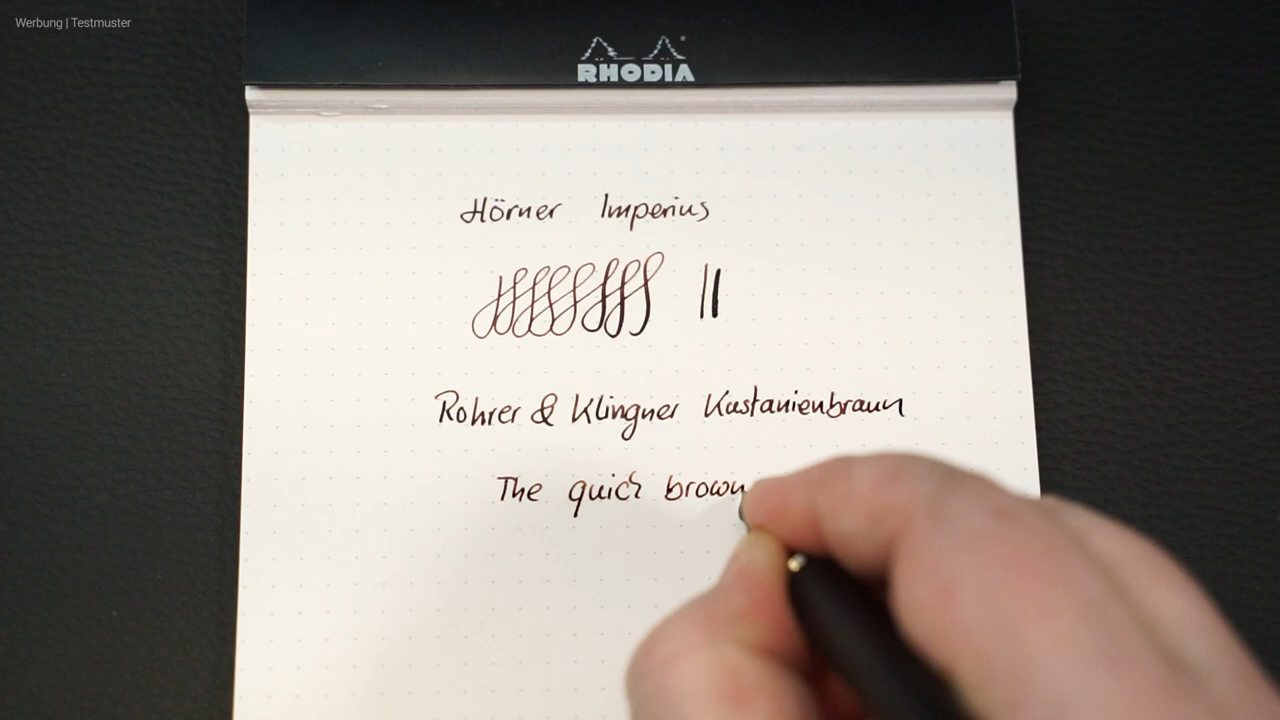 Werbung | Testmuster
RHODIA
Hörner Imperius
Rohrer & Klingner Kastanienbraun
The quick brown